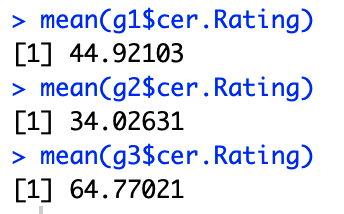 > mean(g1$cer.Rating)
[1] 44.92103
> mean(g2$cer.Rating)
[1] 34.02631
> mean(g3$cer.Rating)
[1] 64.77021